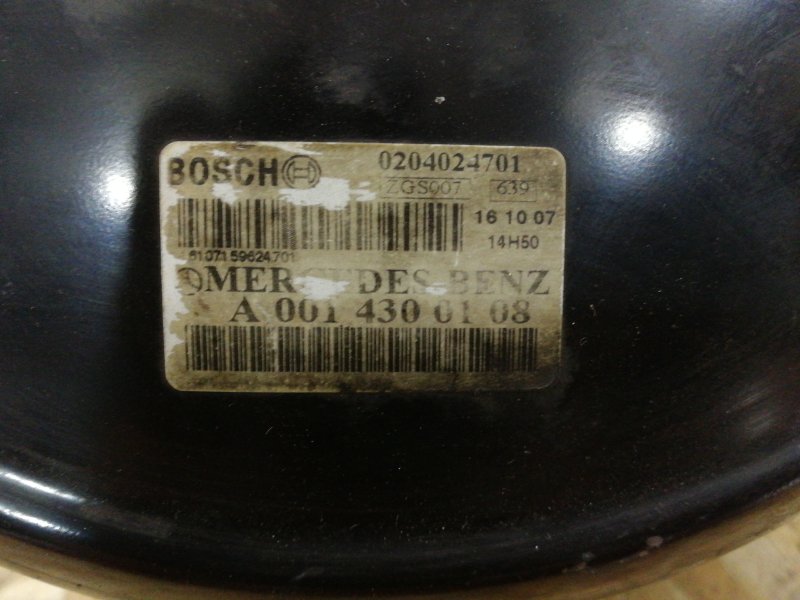 BOSCH 0204024701
ZGS007 639
16 10 07
14H50
MERCEDES-BENZ
A 001 430 01 08